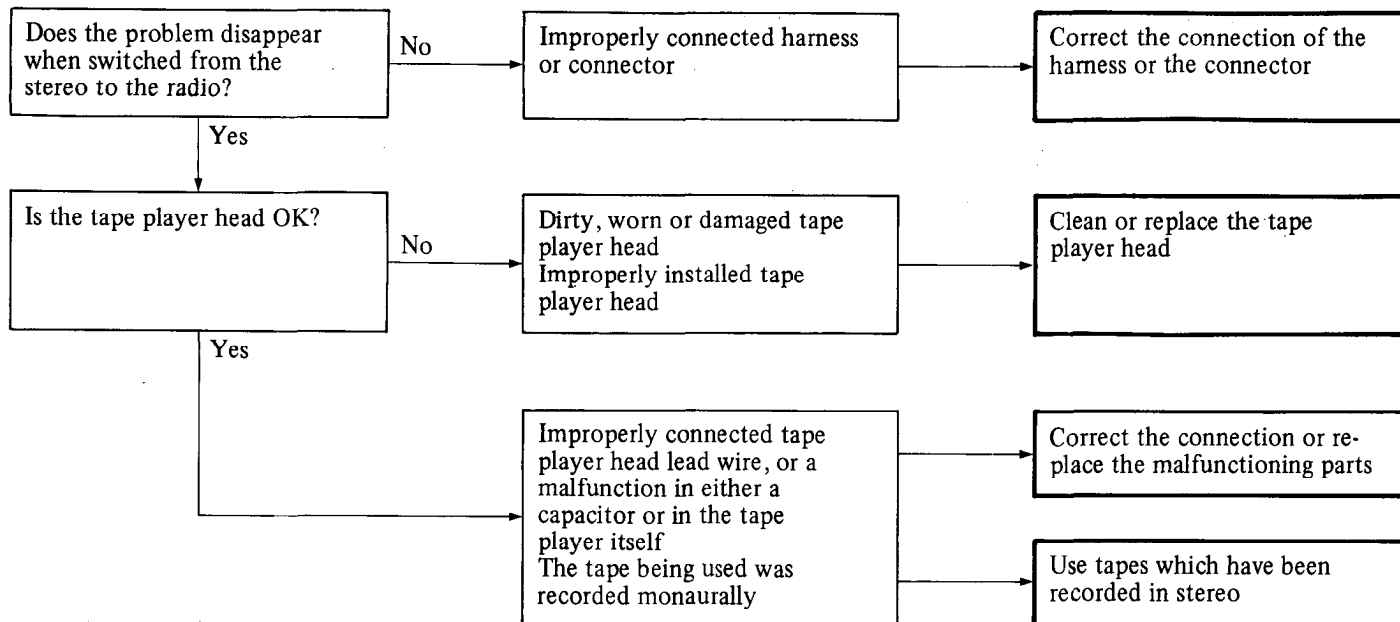 Does the problem disappear
when switched from the
stereo to the radio?
No
Improperly connected harness
or connector
Correct the connection of the
harness or the connector
Yes
Is the tape player head OK?
No
Dirty, worn or damaged tape
player head
Improperly installed tape
player head
Clean or replace the tape
player head
Yes
Improperly connected tape
player head lead wire, or a
malfunction in either a
capacitor or in the tape
player itself
The tape being used was
recorded monaurally
Correct the connection or re-
place the malfunctioning parts
Use tapes which have been
recorded in stereo